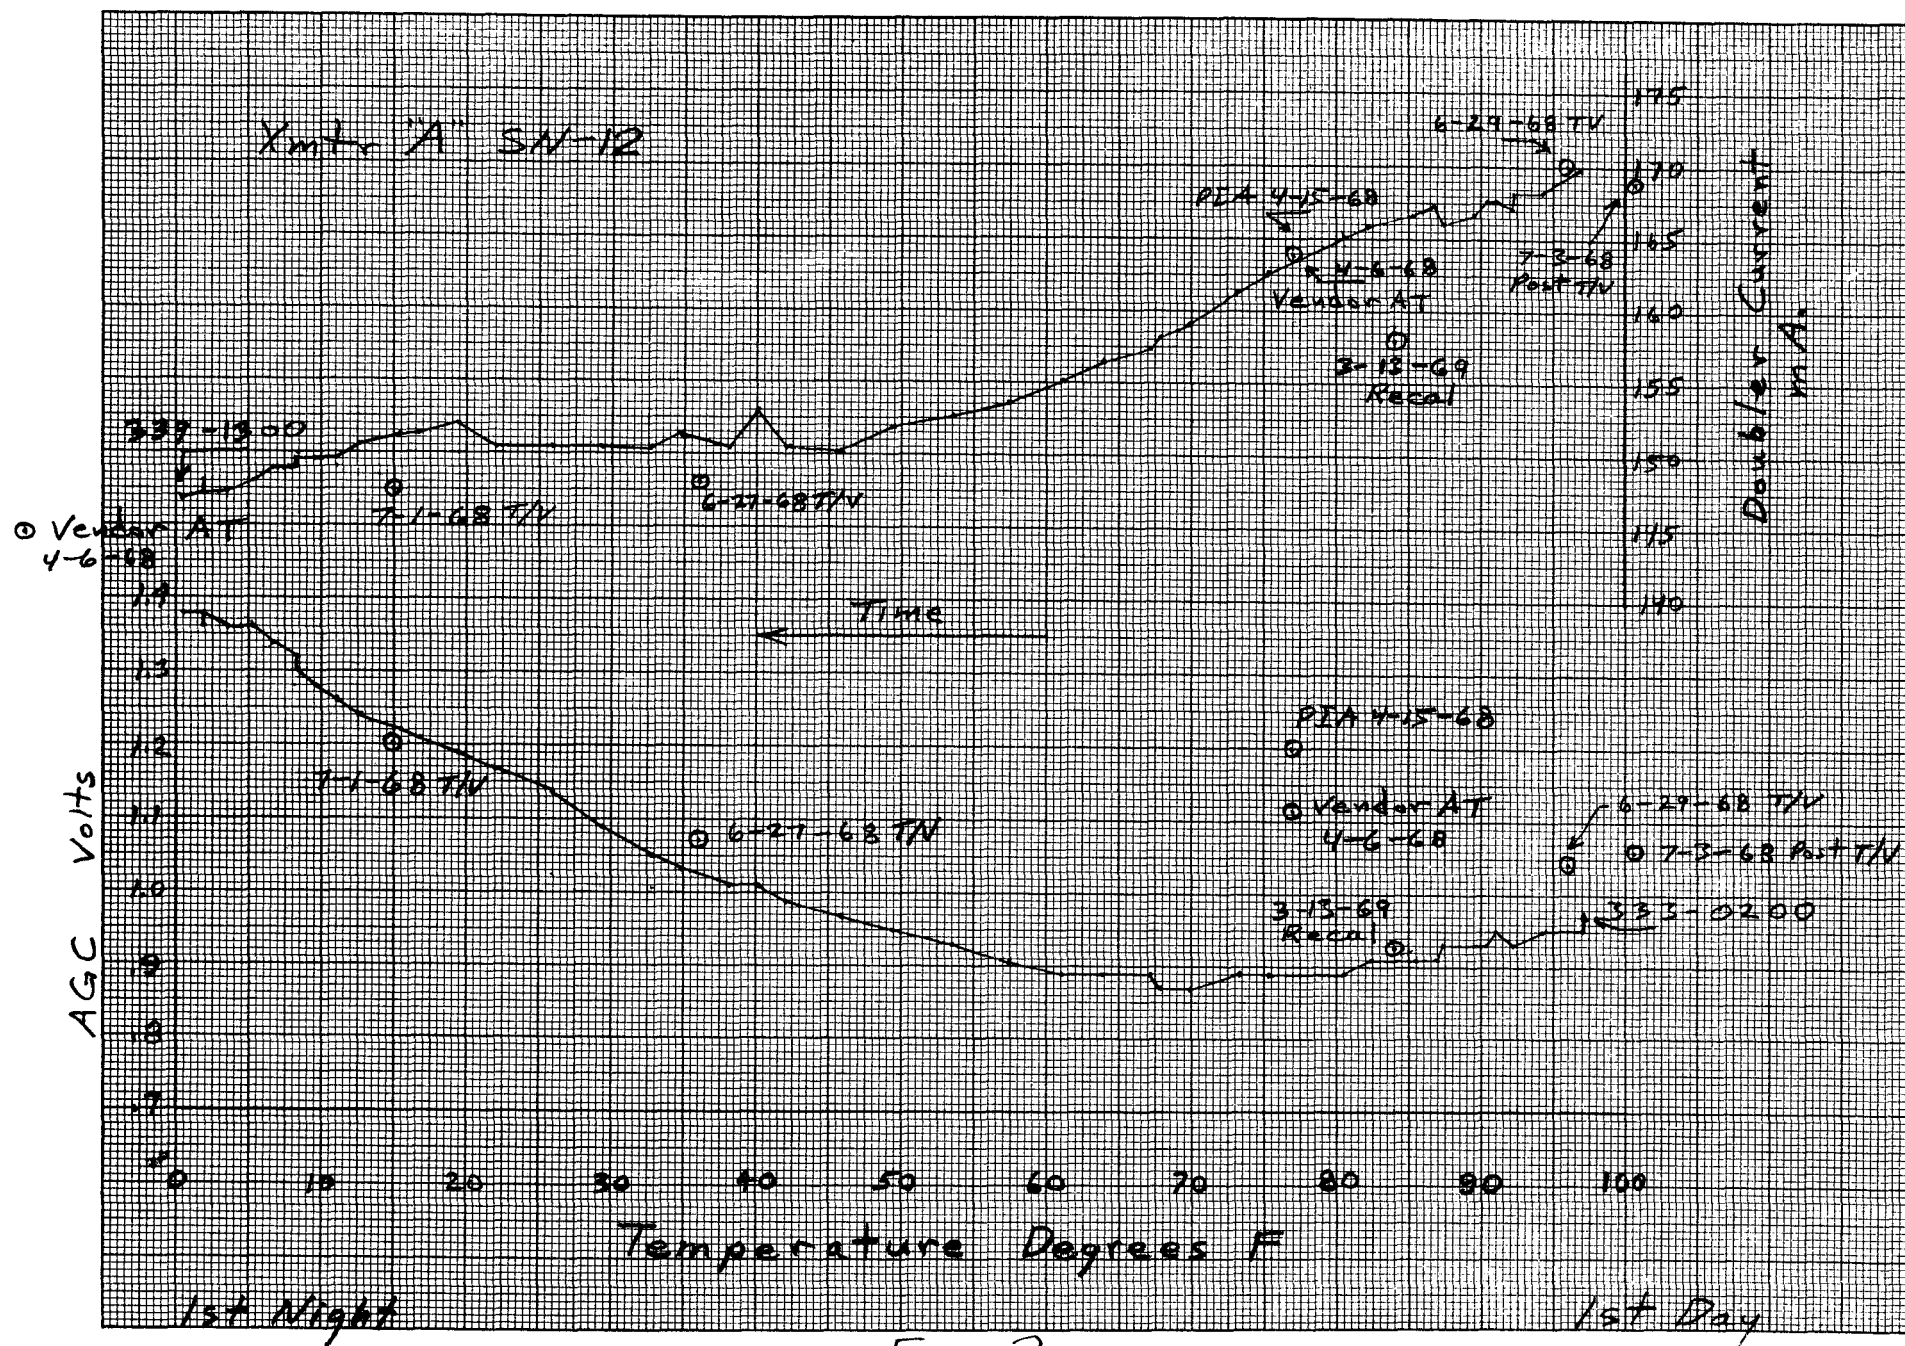 175
6-29-68 TV
Xmtr "A" SN-12
170
PIA 4-15-68
165
4-6-68
Vendor AT
7-3-68
Post T/V
160
3-13-69
Recal
155
Doubler Current
m A.
339-1300
150
6-27-68 T/V
7-1-68 T/V
Vendor AT
4-6-68
145
1.4
140
Time
1.3
PIA 4-15-68
1.2
7-1-68 T/V
1.1
6-27-68 T/V
Vendor AT
4-6-68
6-29-68 T/V
7-3-68 Post T/V
1.0
3-13-69
Recal
333-0200
.9
.8
.7
AGC Volts
0 10 20 30 40 50 60 70 80 90 100
Temperature Degrees F
1st Night
1st Day